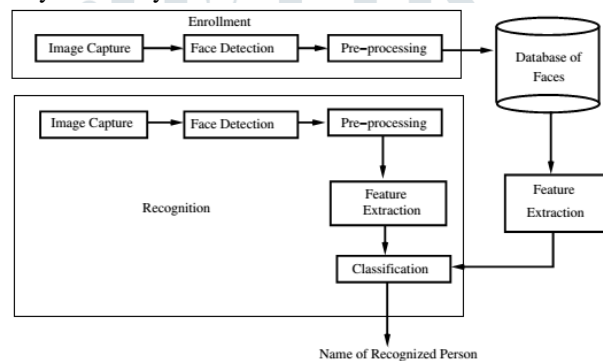 Enrollment
Image Capture
Face Detection
Pre-processing
Database of
Faces
Image Capture
Face Detection
Pre-processing
Feature
Extraction
Feature
Extraction
Recognition
Classification
Name of Recognized Person